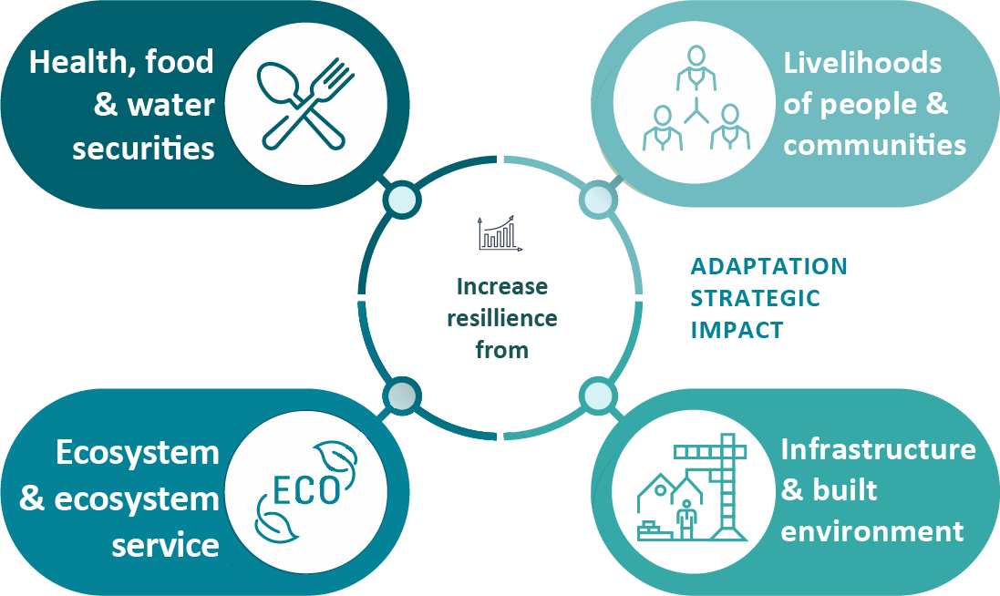 Health, food
& water
securities
Livelihoods
of people &
communities
Increase
resillience
from
ADAPTATION
STRATEGIC
IMPACT
Ecosystem
& ecosystem
service
ECO
Infrastructure
& built
environment